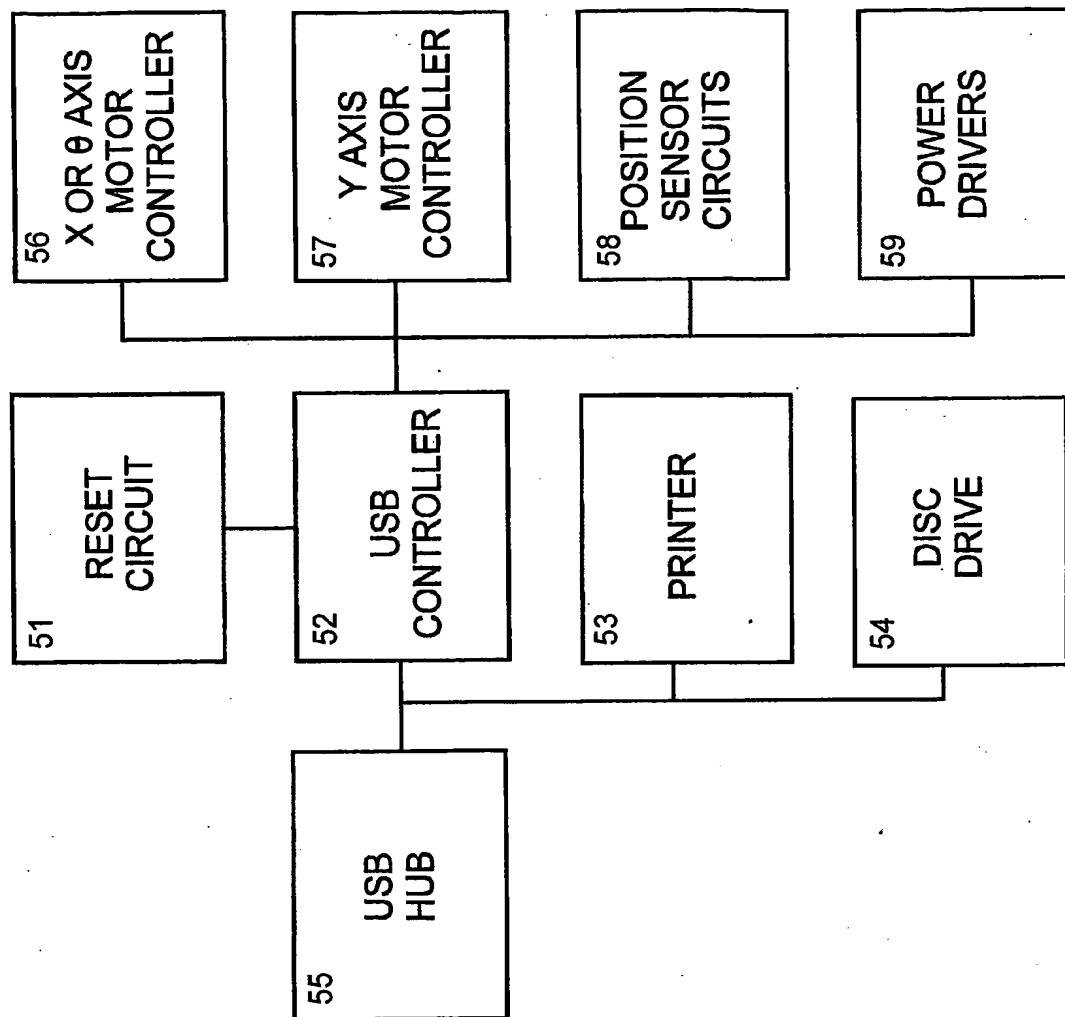 51
RESET
CIRCUIT
56
X OR θ AXIS
MOTOR
CONTROLLER
55
USB
HUB
52
USB
CONTROLLER
57
Y AXIS
MOTOR
CONTROLLER
53
PRINTER
58
POSITION
SENSOR
CIRCUITS
54
DISC
DRIVE
59
POWER
DRIVERS